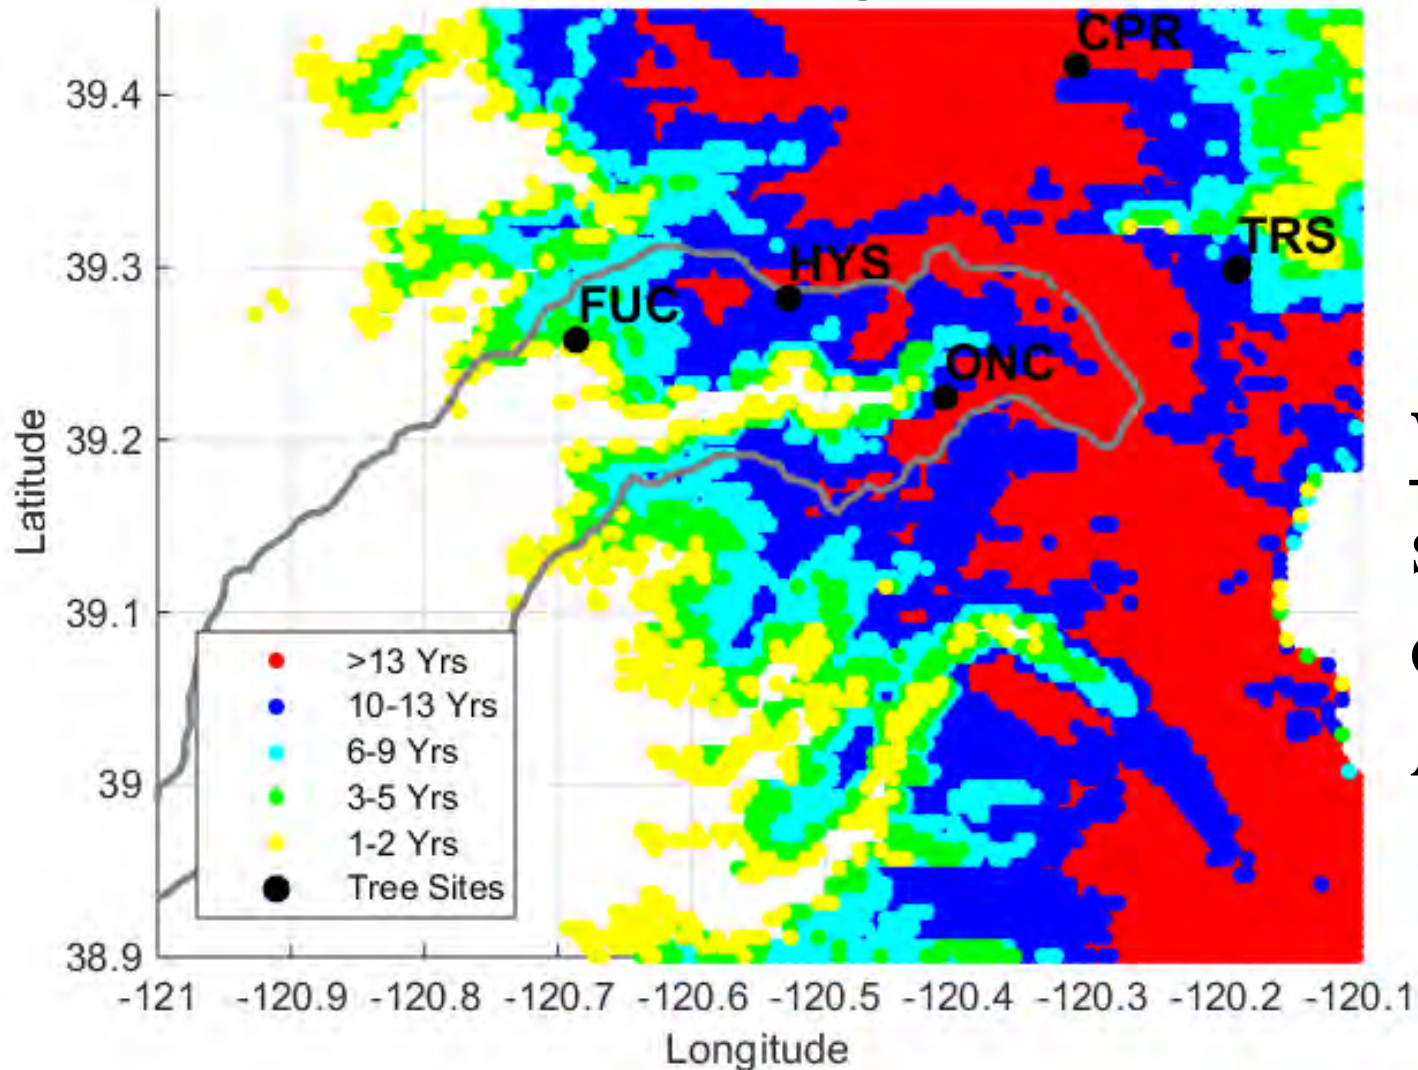 CPR
39.4
TRS
39.3
HYS
FUC
ONC
39.2
Latitude
39.1
>13 Yrs
10-13 Yrs
6-9 Yrs
39
3-5 Yrs
1-2 Yrs
Tree Sites
38.9
-121 -120.9 -120.8 -120.7 -120.6 -120.5 -120.4 -120.3 -120.2 -120.1
Longitude